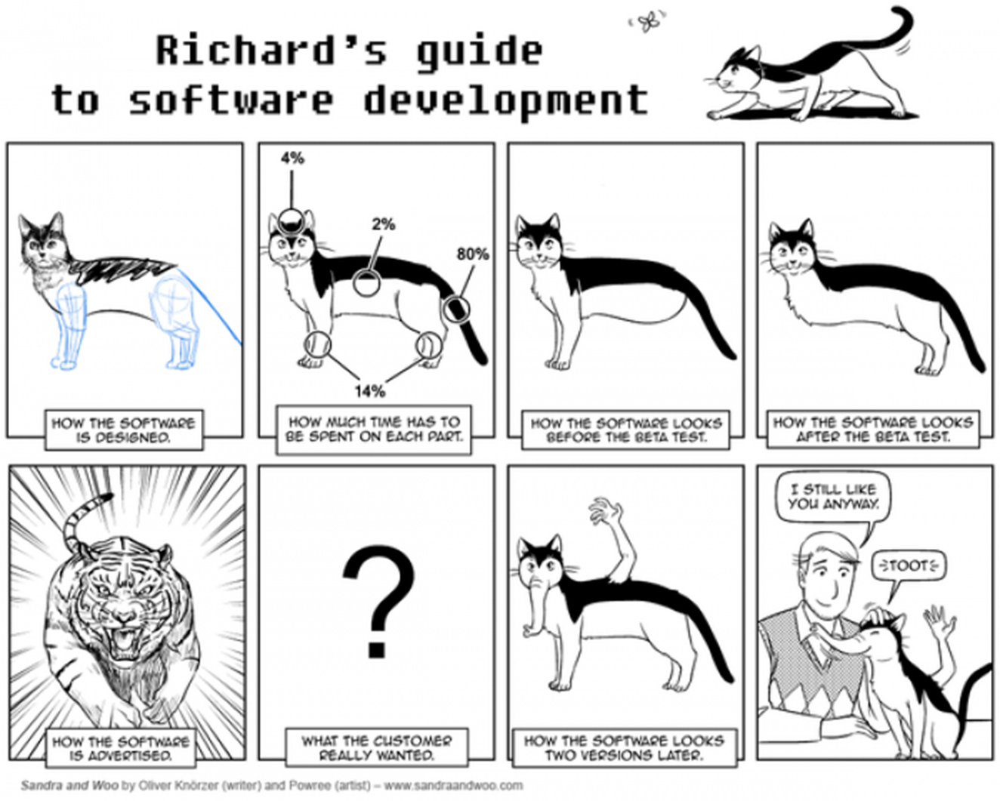 Richard's guide
to software development
4%
2%
80%
14%
HOW THE SOFTWARE
IS DESIGNED.
HOW MUCH TIME HAS TO
BE SPENT ON EACH PART.
HOW THE SOFTWARE LOOKS
BEFORE THE BETA TEST.
HOW THE SOFTWARE LOOKS
AFTER THE BETA TEST.
HOW THE SOFTWARE
IS ADVERTISED.
?
WHAT THE CUSTOMER
REALLY WANTED.
HOW THE SOFTWARE LOOKS
TWO VERSIONS LATER.
I STILL LIKE
YOU ANYWAY.
TOOT
Sandra and Woo by Oliver Knörzer (writer) and Powree (artist) – www.sandraandwoo.com